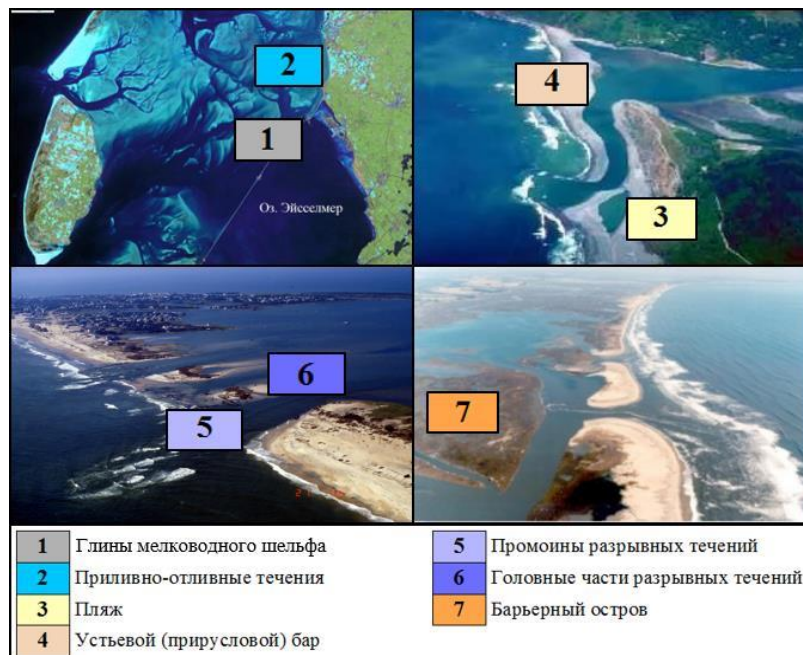 2
1
Оз. Эйсселмер
4
3
6
5
7
1 Глины мелководного шельфа
2 Приливно-отливные течения
3 Пляж
4 Устьевой (прирусловой) бар
5 Промоины разрывных течений
6 Головные части разрывных течений
7 Барьерный остров